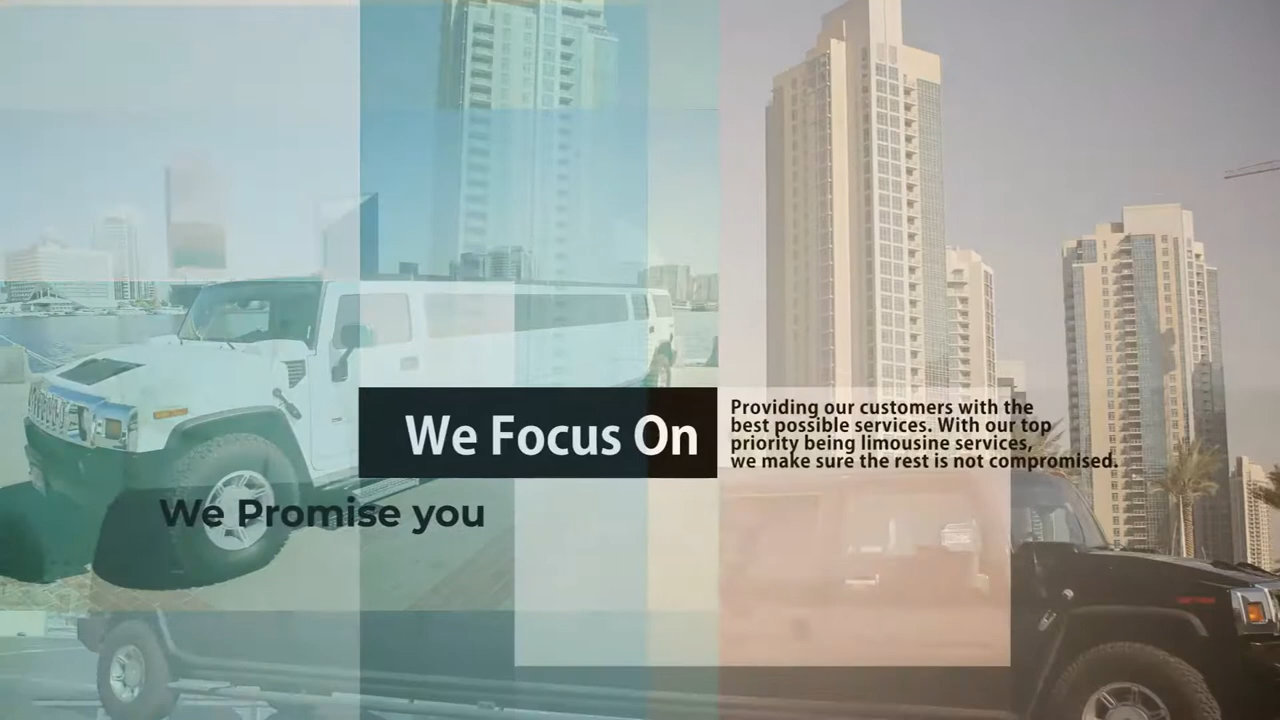 We Focus On
Providing our customers with the
best possible services. With our top
priority being limousine services,
we make sure the rest is not compromised.
We Promise you